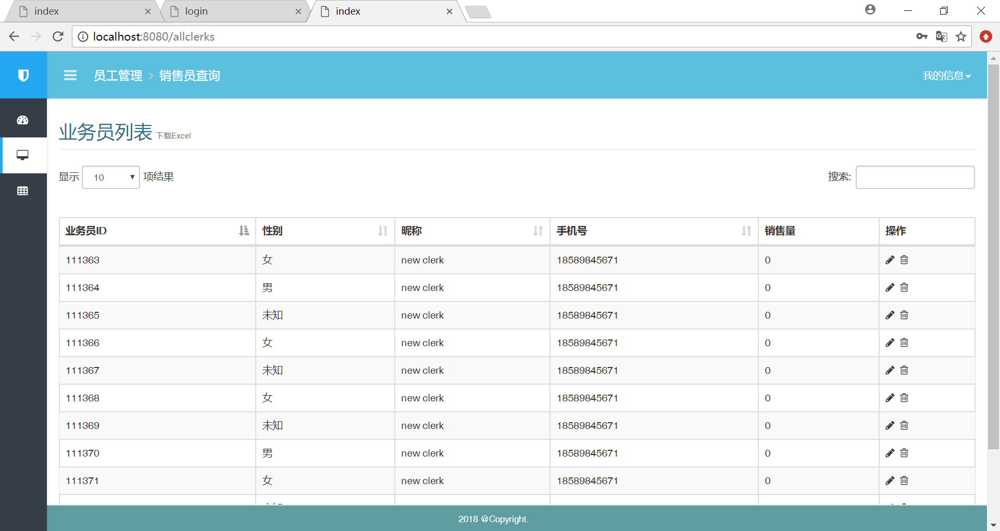 index
login
index
localhost:8080/allclerks
员工管理 > 销售员查询
我的信息
业务员列表 下载Excel
显示 10 项结果
搜索:
业务员ID 性别 昵称 手机号 销售量 操作
111363 女 new clerk 18589845671 0
111364 男 new clerk 18589845671 0
111365 未知 new clerk 18589845671 0
111366 女 new clerk 18589845671 0
111367 未知 new clerk 18589845671 0
111368 女 new clerk 18589845671 0
111369 未知 new clerk 18589845671 0
111370 男 new clerk 18589845671 0
111371 女 new clerk 18589845671 0
2018 @Copyright.